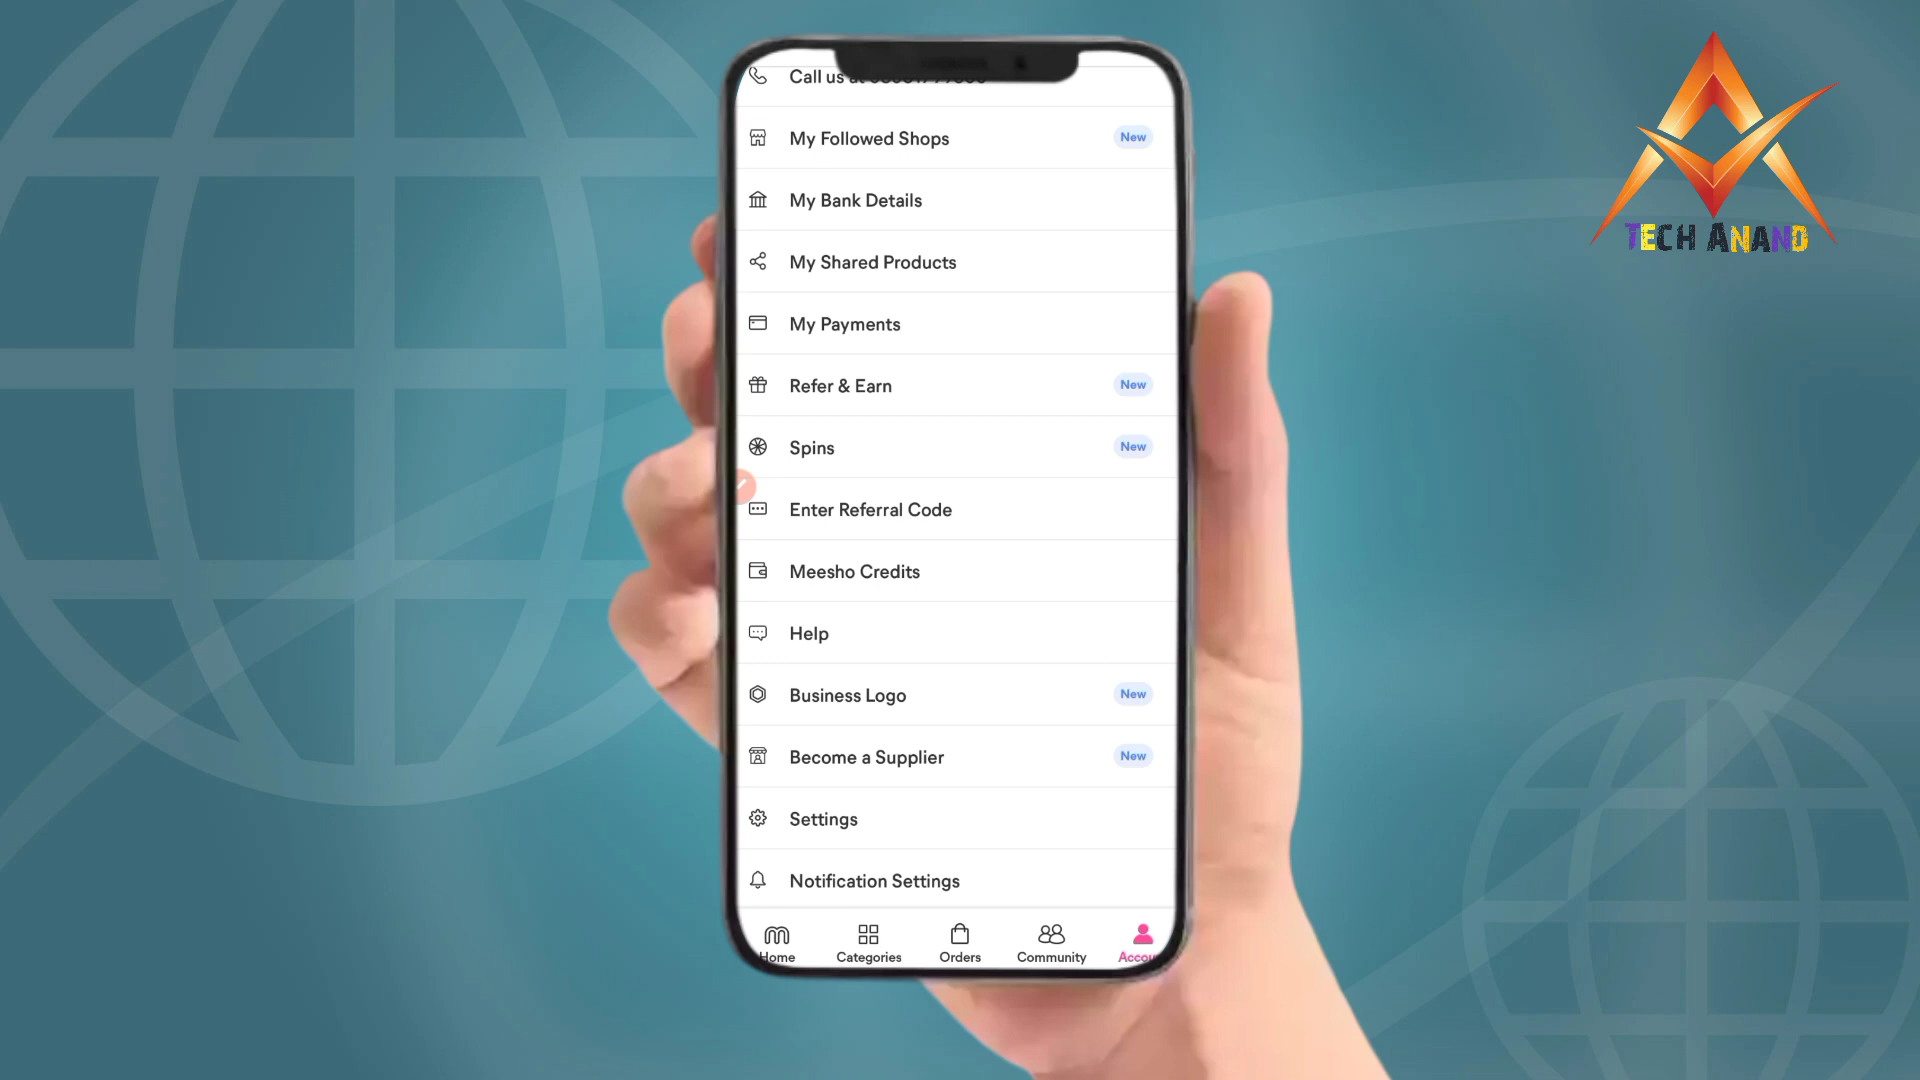 Call us at
My Followed Shops New
My Bank Details
My Shared Products
My Payments
Refer & Earn New
Spins New
Enter Referral Code
Meesho Credits
Help
Business Logo New
Become a Supplier New
Settings
Notification Settings
Home Categories Orders Community Accou
TECH ANAND